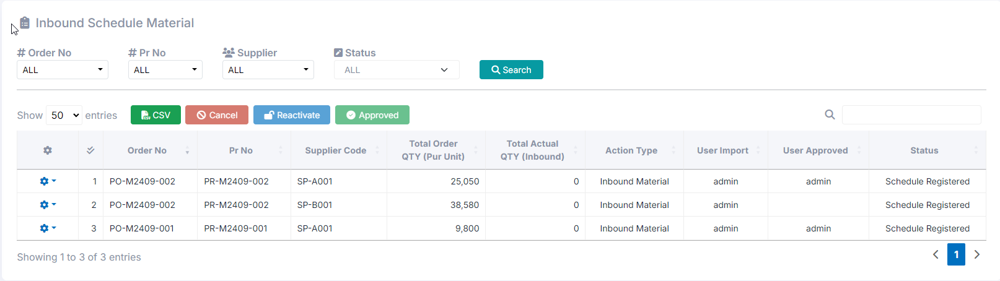 Inbound Schedule Material
Order No Pr No Supplier Status
ALL ALL ALL ALL Search
Show 50 entries CSV Cancel Reactivate Approved
Order No Pr No Supplier Code Total Order QTY (Pur Unit) Total Actual QTY (Inbound) Action Type User Import User Approved Status
1 PO-M2409-002 PR-M2409-002 SP-A001 25,050 0 Inbound Material admin admin Schedule Registered
2 PO-M2409-002 PR-M2409-002 SP-B001 38,580 0 Inbound Material admin Schedule Registered
3 PO-M2409-001 PR-M2409-001 SP-A001 9,800 0 Inbound Material admin admin Schedule Registered
Showing 1 to 3 of 3 entries 1